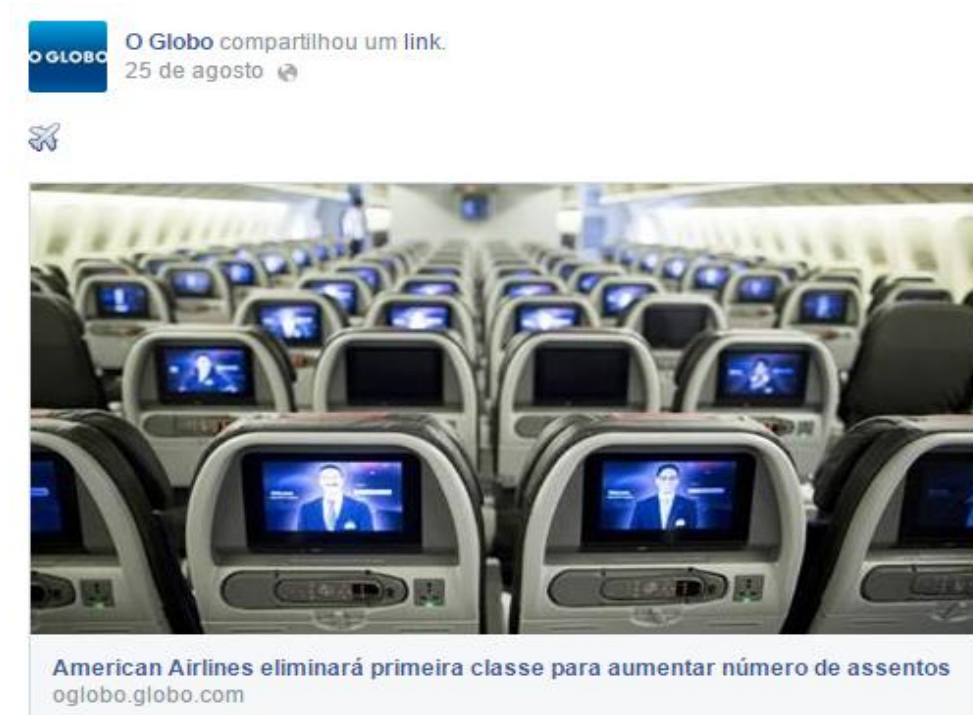 O GLOBO
O Globo compartilhou um link.
25 de agosto
American Airlines eliminará primeira classe para aumentar número de assentos
oglobo.globo.com